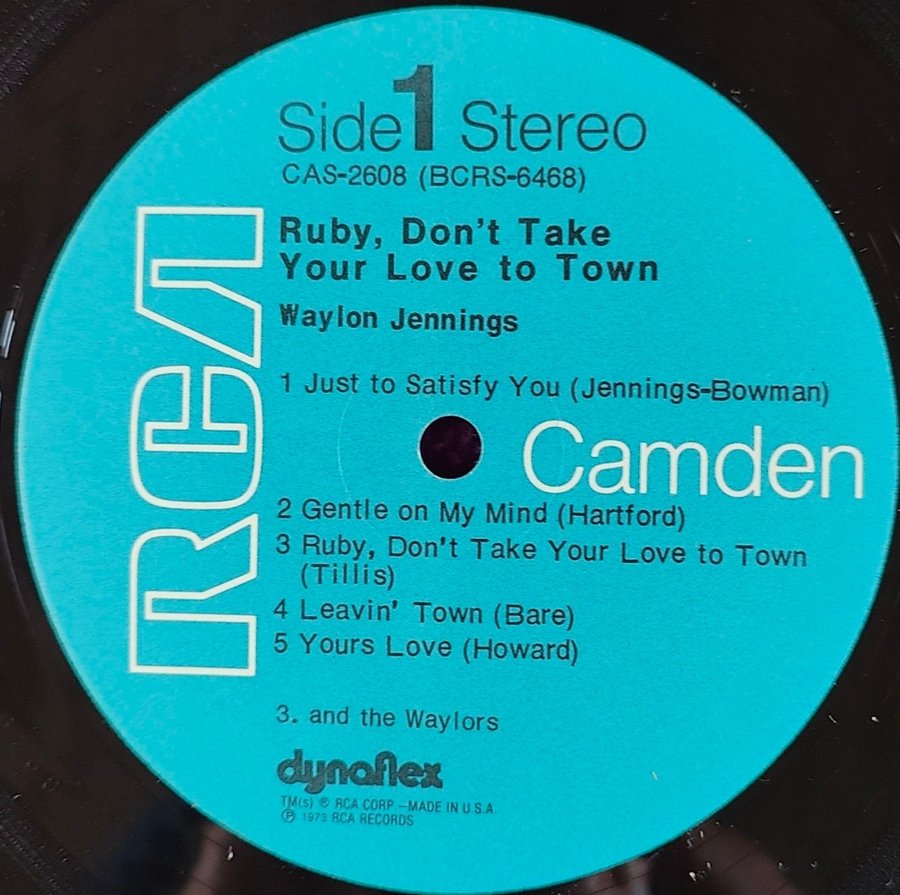 Side 1 Stereo
CAS-2608 (BCRS-6468)
Ruby, Don't Take
Your Love to Town
Waylon Jennings
1 Just to Satisfy You (Jennings-Bowman)
RCA
Camden
2 Gentle on My Mind (Hartford)
3 Ruby, Don't Take Your Love to Town
(Tillis)
4 Leavin' Town (Bare)
5 Yours Love (Howard)
3. and the Waylors
dynaflex
TM(s) ® RCA CORP —MADE IN U.S.A.
℗ 1973 RCA RECORDS